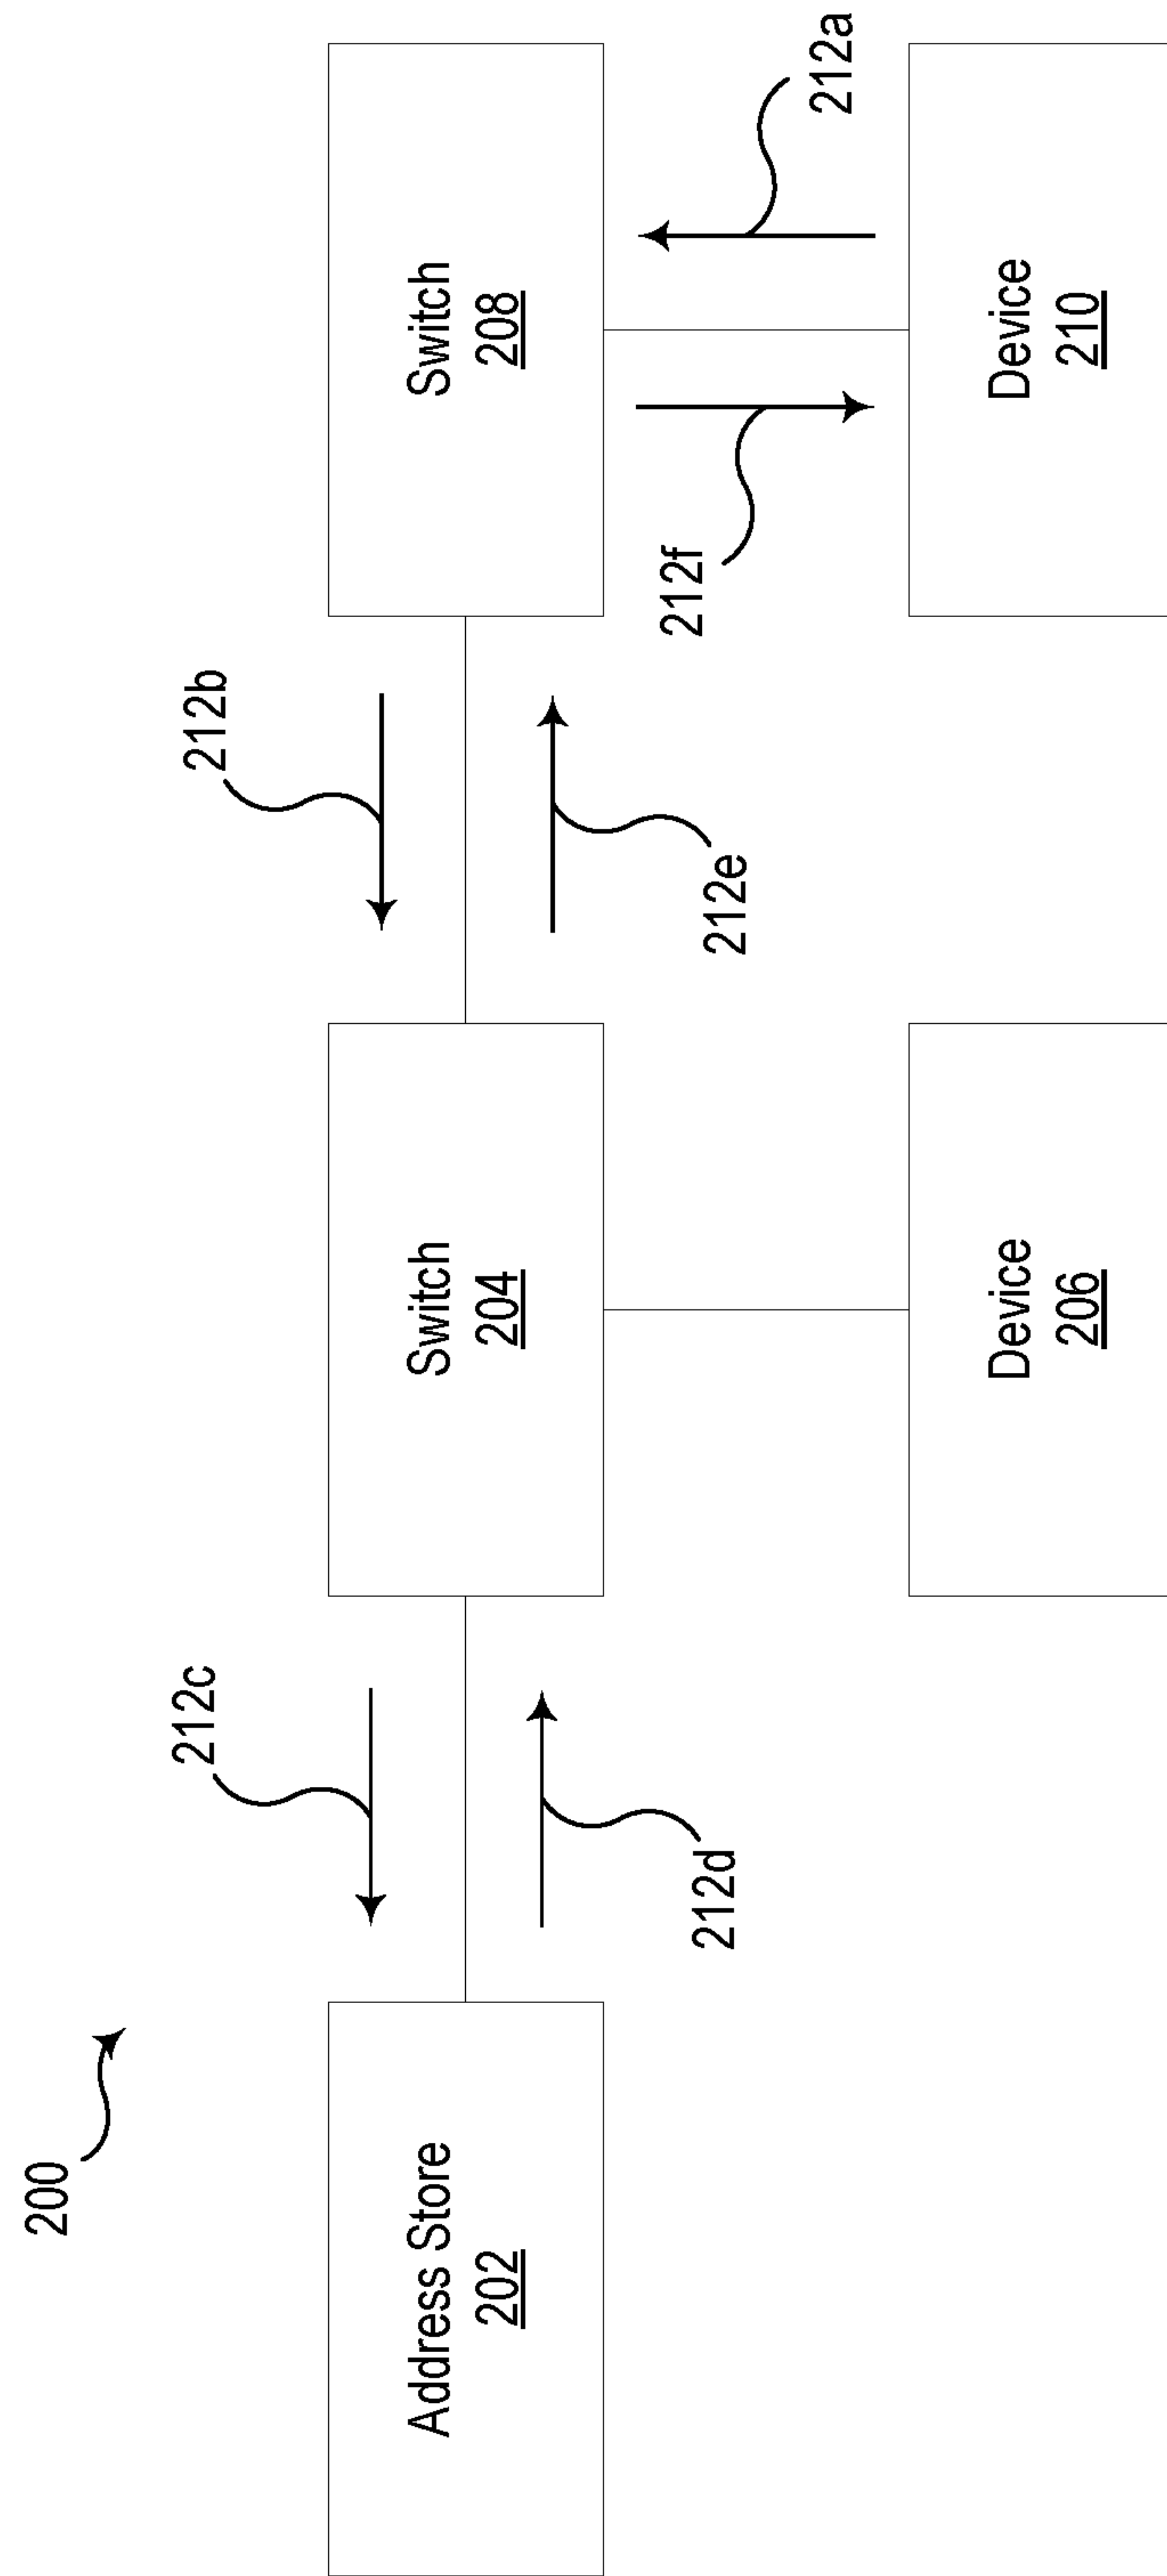 200
212c
212b
Address Store
202
Switch
204
Switch
208
212d
212e
212f
212a
Device
206
Device
210